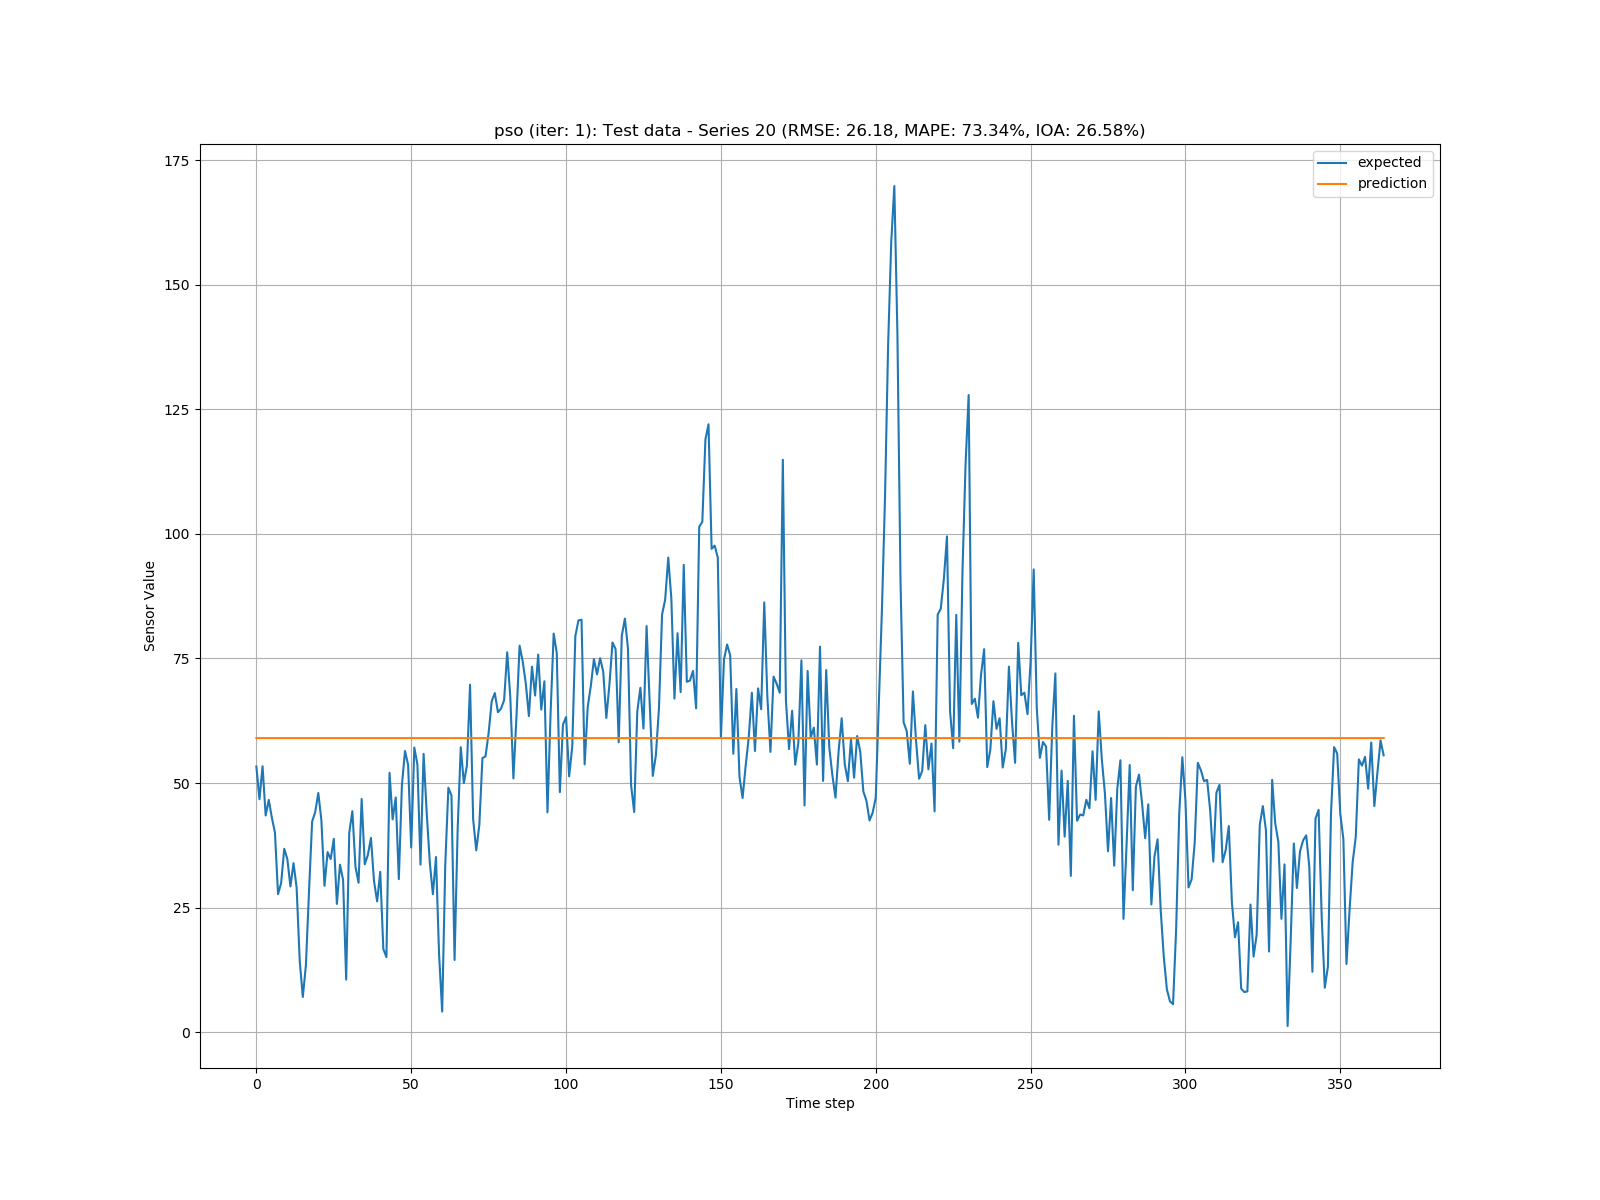 pso (iter: 1): Test data - Series 20 (RMSE: 26.18, MAPE: 73.34%, IOA: 26.58%)
expected
prediction
175
150
125
100
75
50
25
0
Sensor Value
0 50 100 150 200 250 300 350
Time step